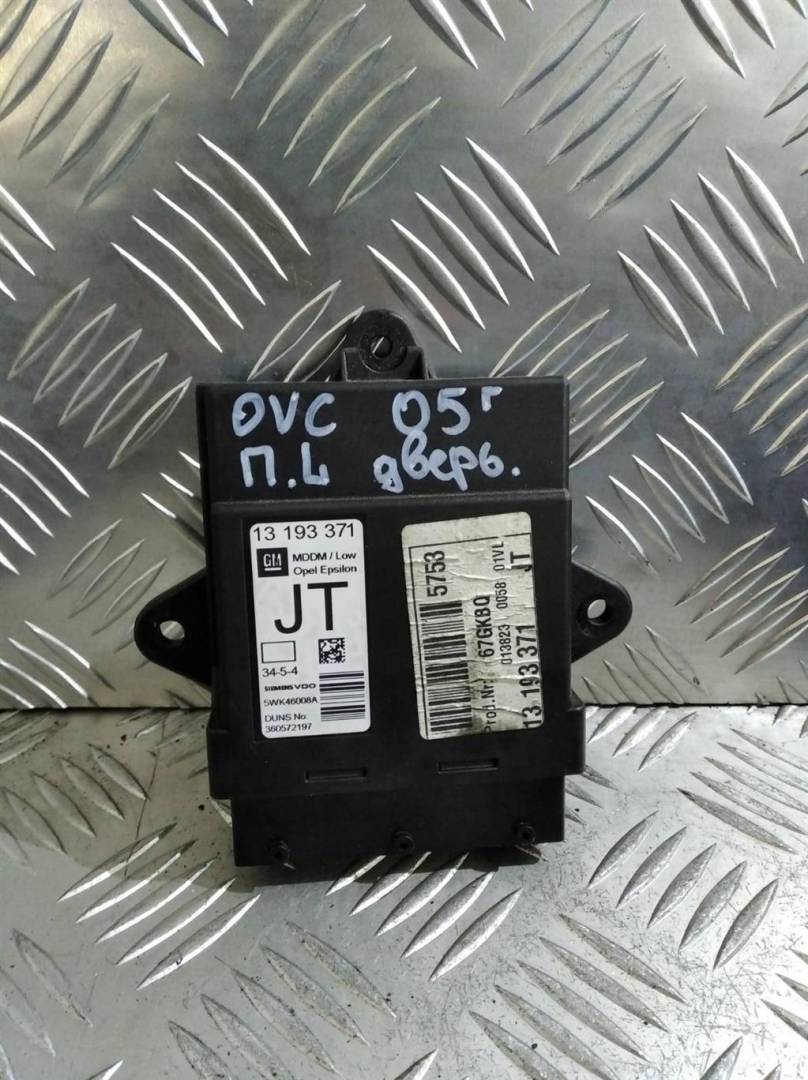 OVC 05г
П.L дверь.
13 193 371
GM
MDDM / Low
Opel Epsilon
JT
34-5-4
SIEMENS VDO
5WK46008A
DUNS No.
360572197
5753
Prod.Nr. 67GKBQ
013823 0058 01VL
13 193 371 JT